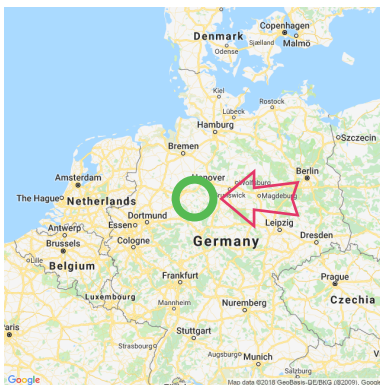 Copenhagen
Denmark
Sjælland
Malmö
Odense
Kiel
Rostock
Lübeck
Hamburg
Szczecin
Bremen
Hanover
Wolfsburg
Berlin
Amsterdam
Magdeburg
The Hague
Netherlands
Dortmund
Essen
Leipzig
Antwerp
Cologne
Germany
Dresden
Brussels
Lille
Belgium
Frankfurt
Prague
Luxembourg
Mannheim
Nuremberg
Czechia
Stuttgart
Strasbourg
Augsburg
Munich
Salzburg
Google
Map data ©2018 GeoBasis-DE/BKG (©2009), Googl